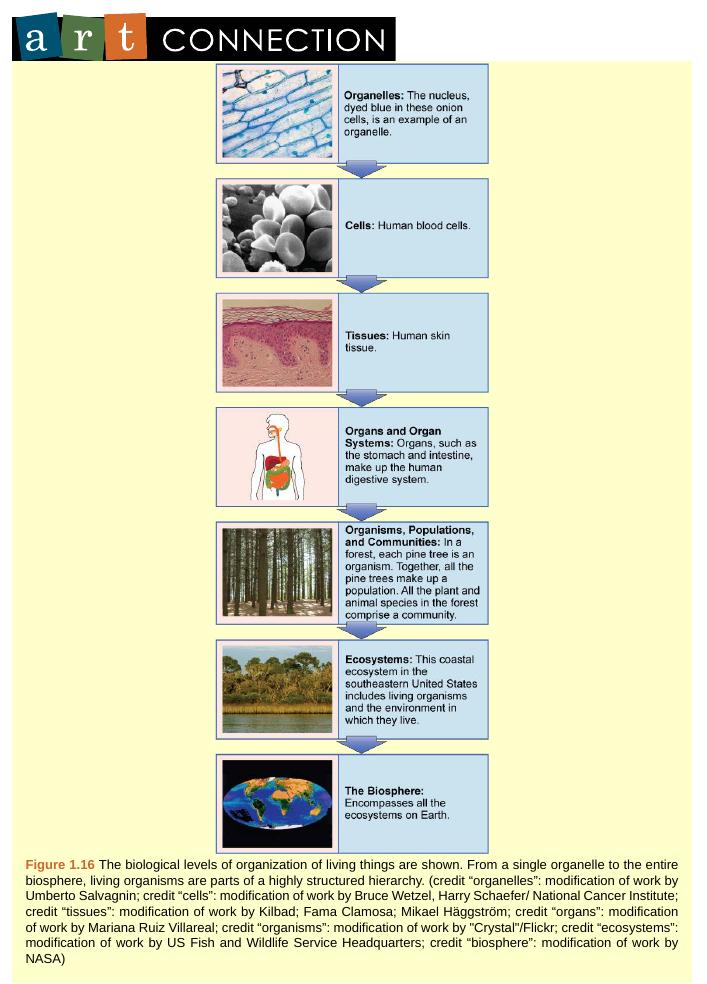 art CONNECTION
Organelles: The nucleus,
dyed blue in these onion
cells, is an example of an
organelle.
Cells: Human blood cells.
Tissues: Human skin
tissue.
Organs and Organ
Systems: Organs, such as
the stomach and intestine,
make up the human
digestive system.
Organisms, Populations,
and Communities: In a
forest, each pine tree is an
organism. Together, all the
pine trees make up a
population. All the plant and
animal species in the forest
comprise a community.
Ecosystems: This coastal
ecosystem in the
southeastern United States
includes living organisms
and the environment in
which they live.
The Biosphere:
Encompasses all the
ecosystems on Earth.
Figure 1.16 The biological levels of organization of living things are shown. From a single organelle to the entire
biosphere, living organisms are parts of a highly structured hierarchy. (credit “organelles”: modification of work by
Umberto Salvagnin; credit “cells”: modification of work by Bruce Wetzel, Harry Schaefer/ National Cancer Institute;
credit “tissues”: modification of work by Kilbad; Fama Clamosa; Mikael Häggström; credit “organs”: modification
of work by Mariana Ruiz Villareal; credit “organisms”: modification of work by "Crystal"/Flickr; credit “ecosystems”:
modification of work by US Fish and Wildlife Service Headquarters; credit “biosphere”: modification of work by
NASA)